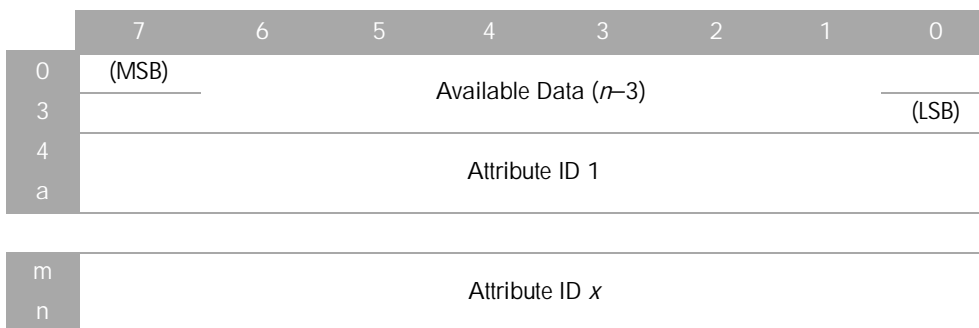 7 6 5 4 3 2 1 0
0 (MSB)
Available Data (n–3)
3 (LSB)
4
Attribute ID 1
a
m
Attribute ID x
n